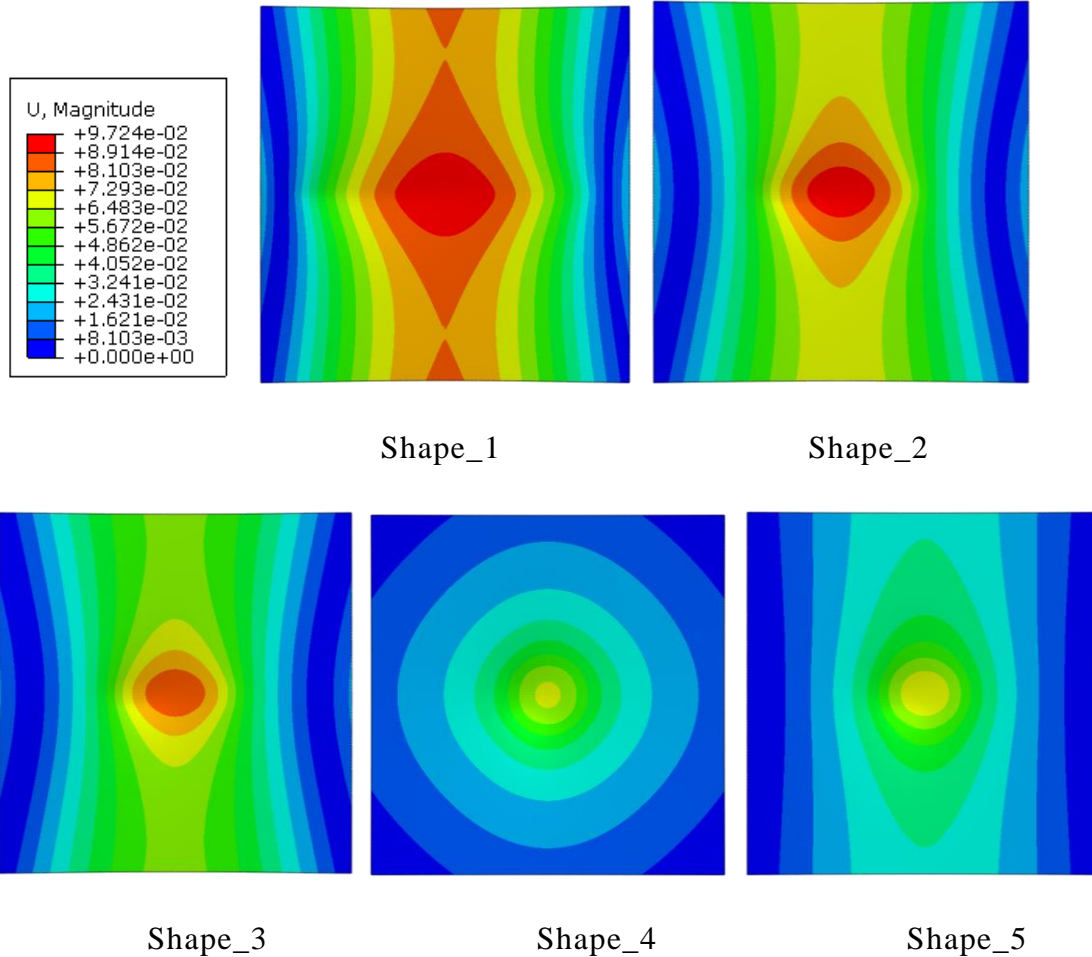 U, Magnitude
+9.724e-02
+8.914e-02
+8.103e-02
+7.293e-02
+6.483e-02
+5.672e-02
+4.862e-02
+4.052e-02
+3.241e-02
+2.431e-02
+1.621e-02
+8.103e-03
+0.000e+00
Shape_1
Shape_2
Shape_3
Shape_4
Shape_5